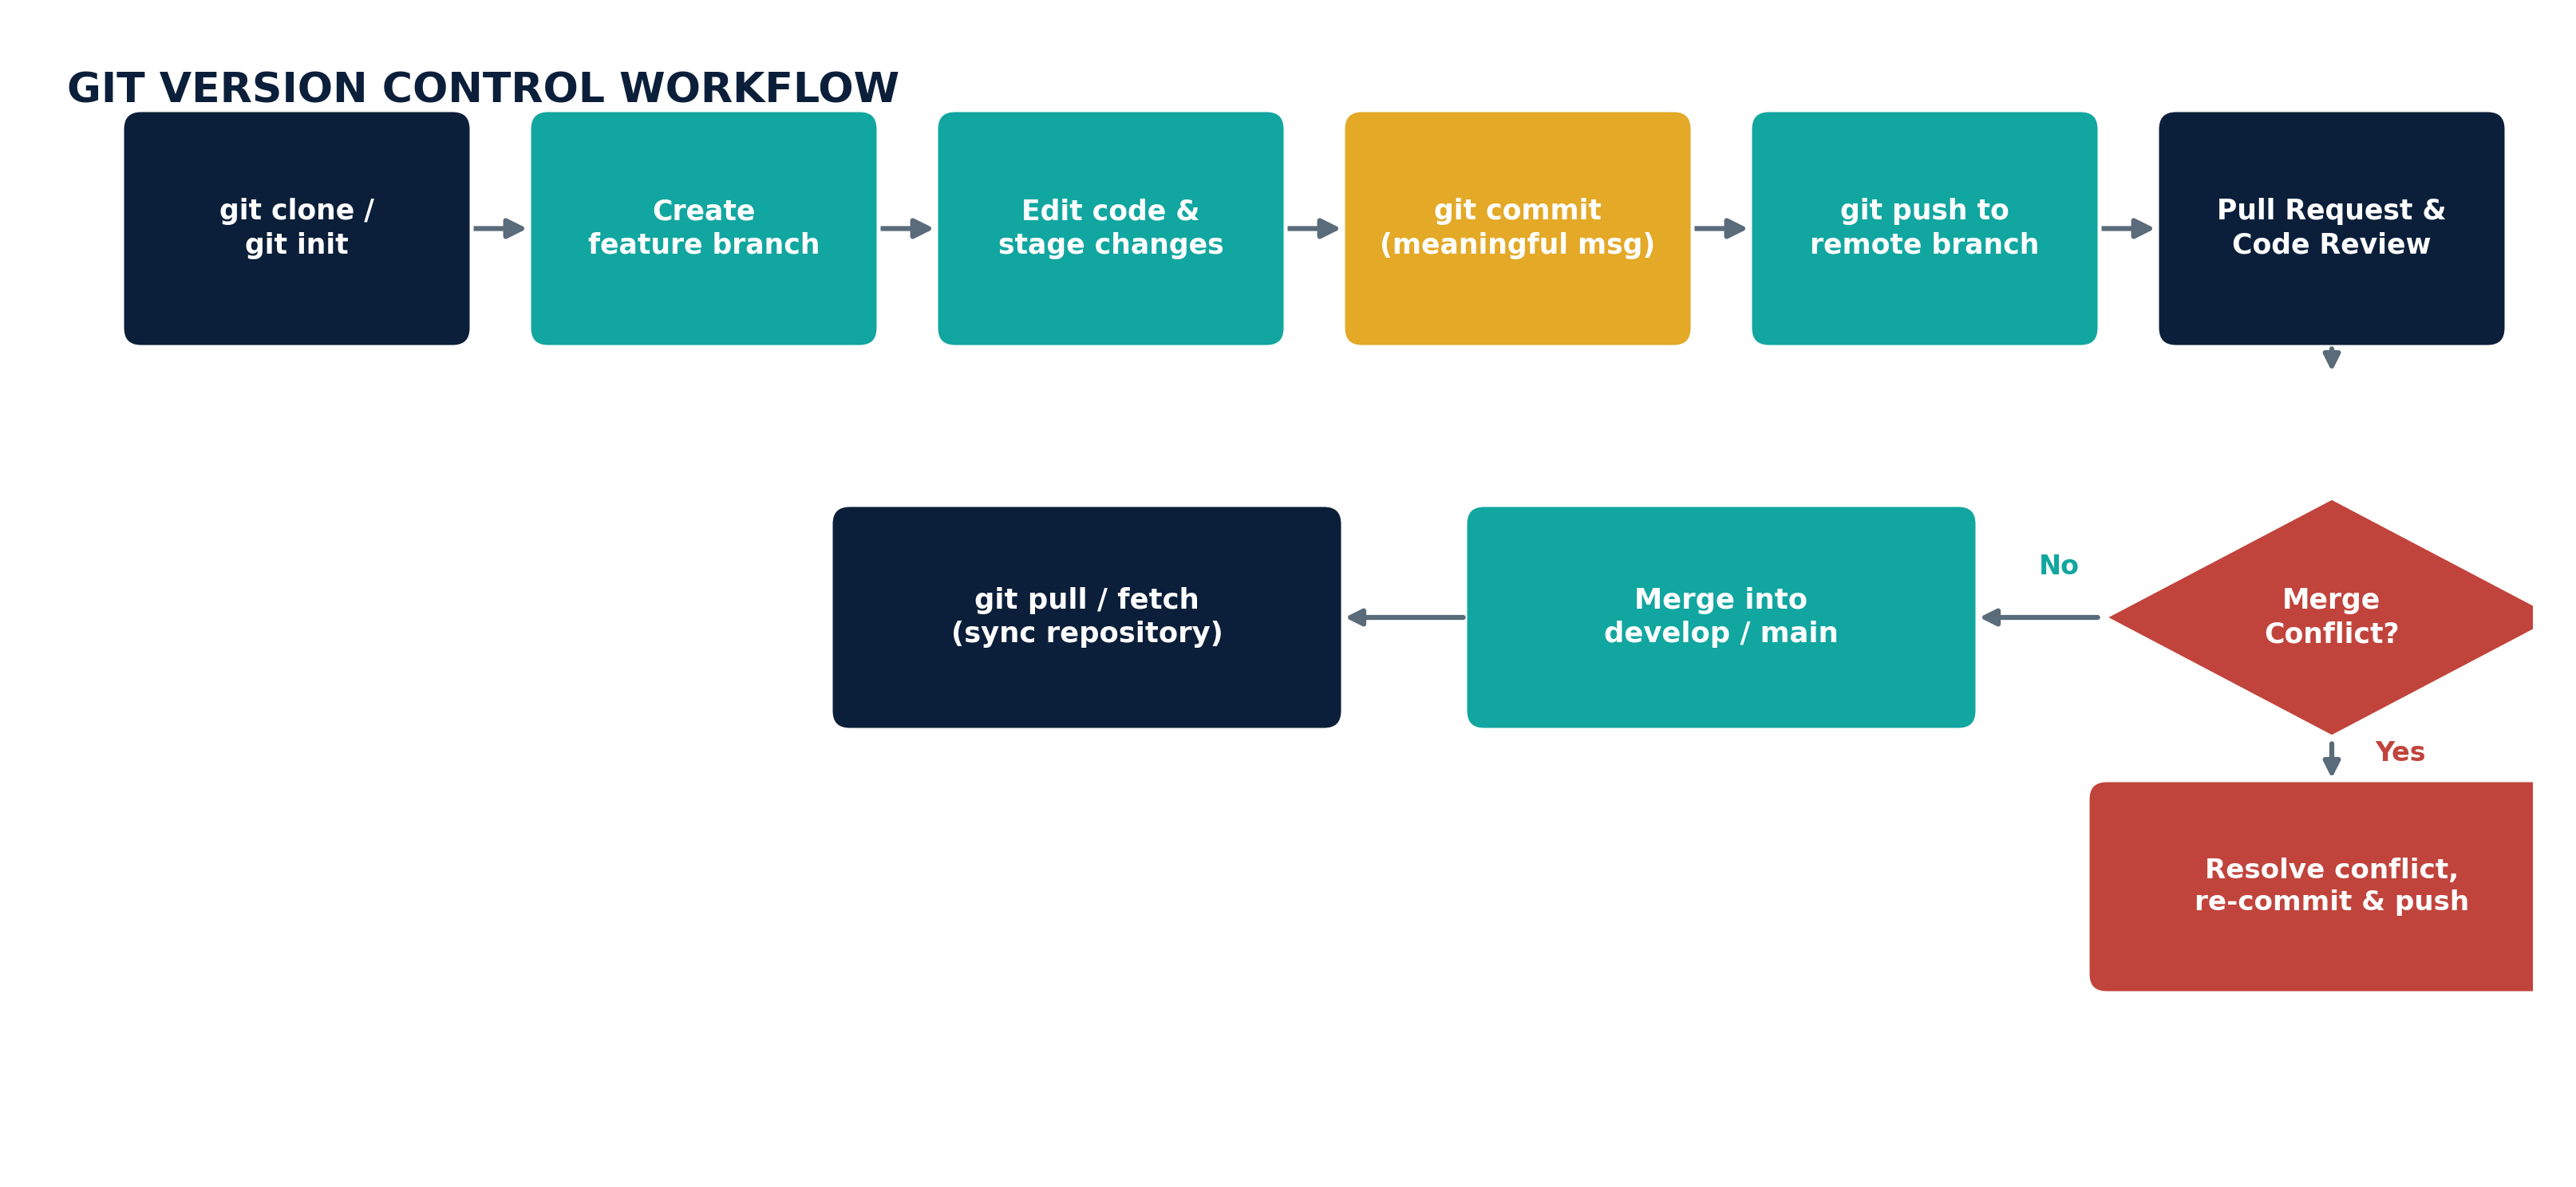 GIT VERSION CONTROL WORKFLOW
git clone /
git init
Create
feature branch
Edit code &
stage changes
git commit
(meaningful msg)
git push to
remote branch
Pull Request &
Code Review
Merge
Conflict?
No
Merge into
develop / main
git pull / fetch
(sync repository)
Yes
Resolve conflict,
re-commit & push